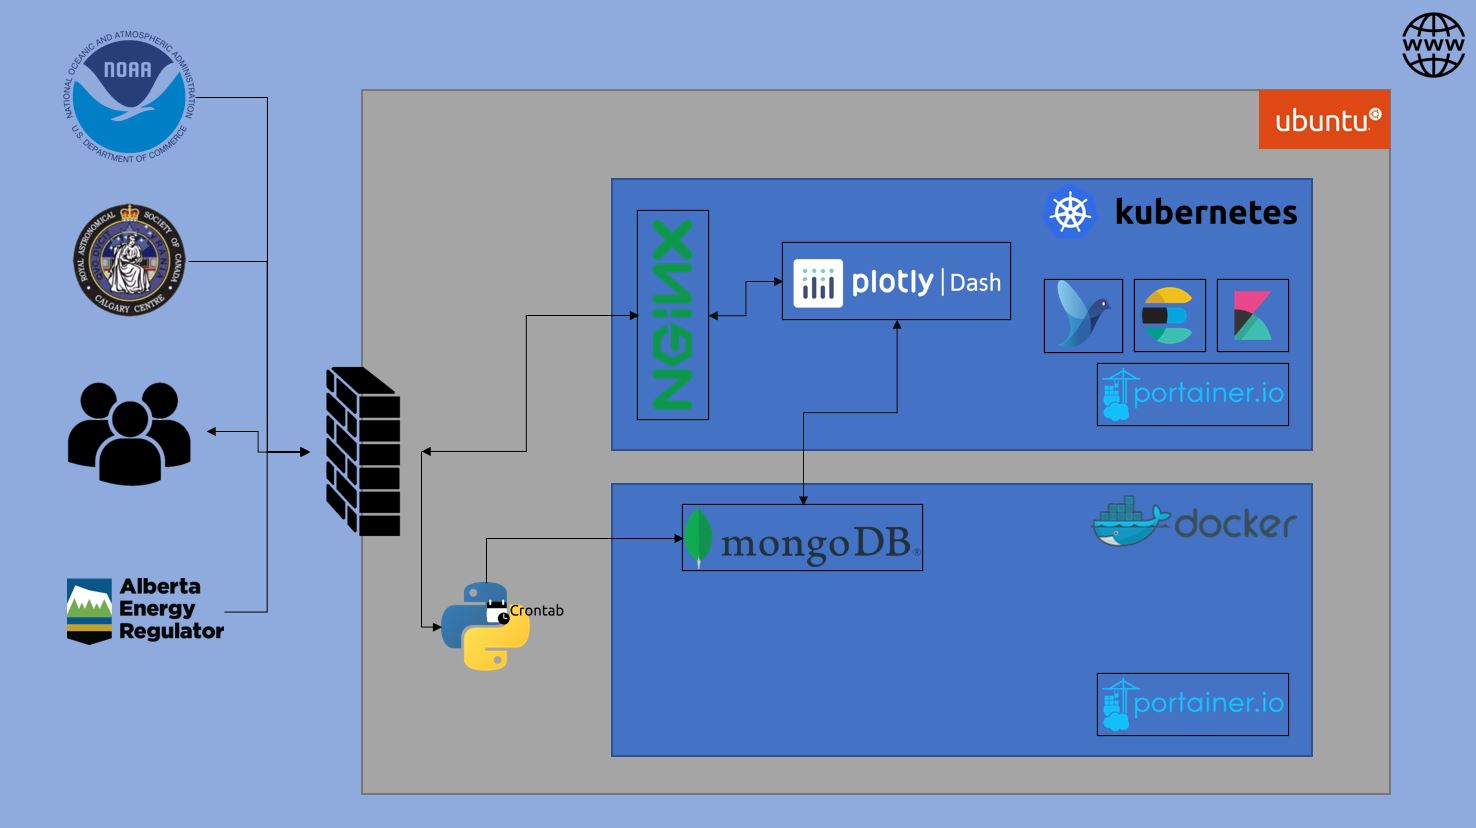 www
NATIONAL OCEANIC AND ATMOSPHERIC ADMINISTRATION
NOAA
U.S. DEPARTMENT OF COMMERCE
ubuntu
ROYAL ASTRONOMICAL SOCIETY OF CANADA
CALGARY CENTRE
kubernetes
NGINX
plotly | Dash
portainer.io
mongoDB®
docker
Alberta
Energy
Regulator
Crontab
portainer.io